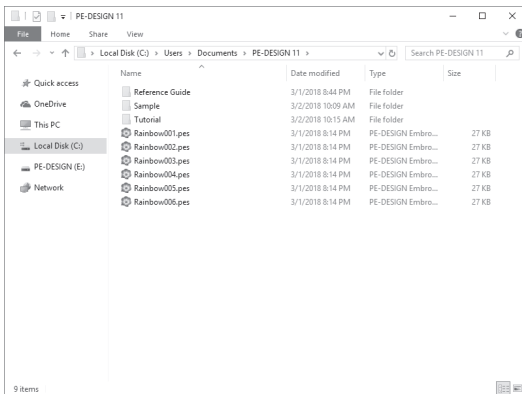 PE-DESIGN 11
File Home Share View
Local Disk (C:) > Users > Documents > PE-DESIGN 11 > Search PE-DESIGN 11
Name Date modified Type Size
Quick access
OneDrive
This PC
Local Disk (C:)
PE-DESIGN (E:)
Network
Reference Guide 3/1/2018 8:44 PM File folder
Sample 3/2/2018 10:09 AM File folder
Tutorial 3/2/2018 10:15 AM File folder
Rainbow001.pes 3/1/2018 8:14 PM PE-DESIGN Embro... 27 KB
Rainbow002.pes 3/1/2018 8:14 PM PE-DESIGN Embro... 27 KB
Rainbow003.pes 3/1/2018 8:14 PM PE-DESIGN Embro... 27 KB
Rainbow004.pes 3/1/2018 8:14 PM PE-DESIGN Embro... 27 KB
Rainbow005.pes 3/1/2018 8:14 PM PE-DESIGN Embro... 27 KB
Rainbow006.pes 3/1/2018 8:14 PM PE-DESIGN Embro... 27 KB
9 items